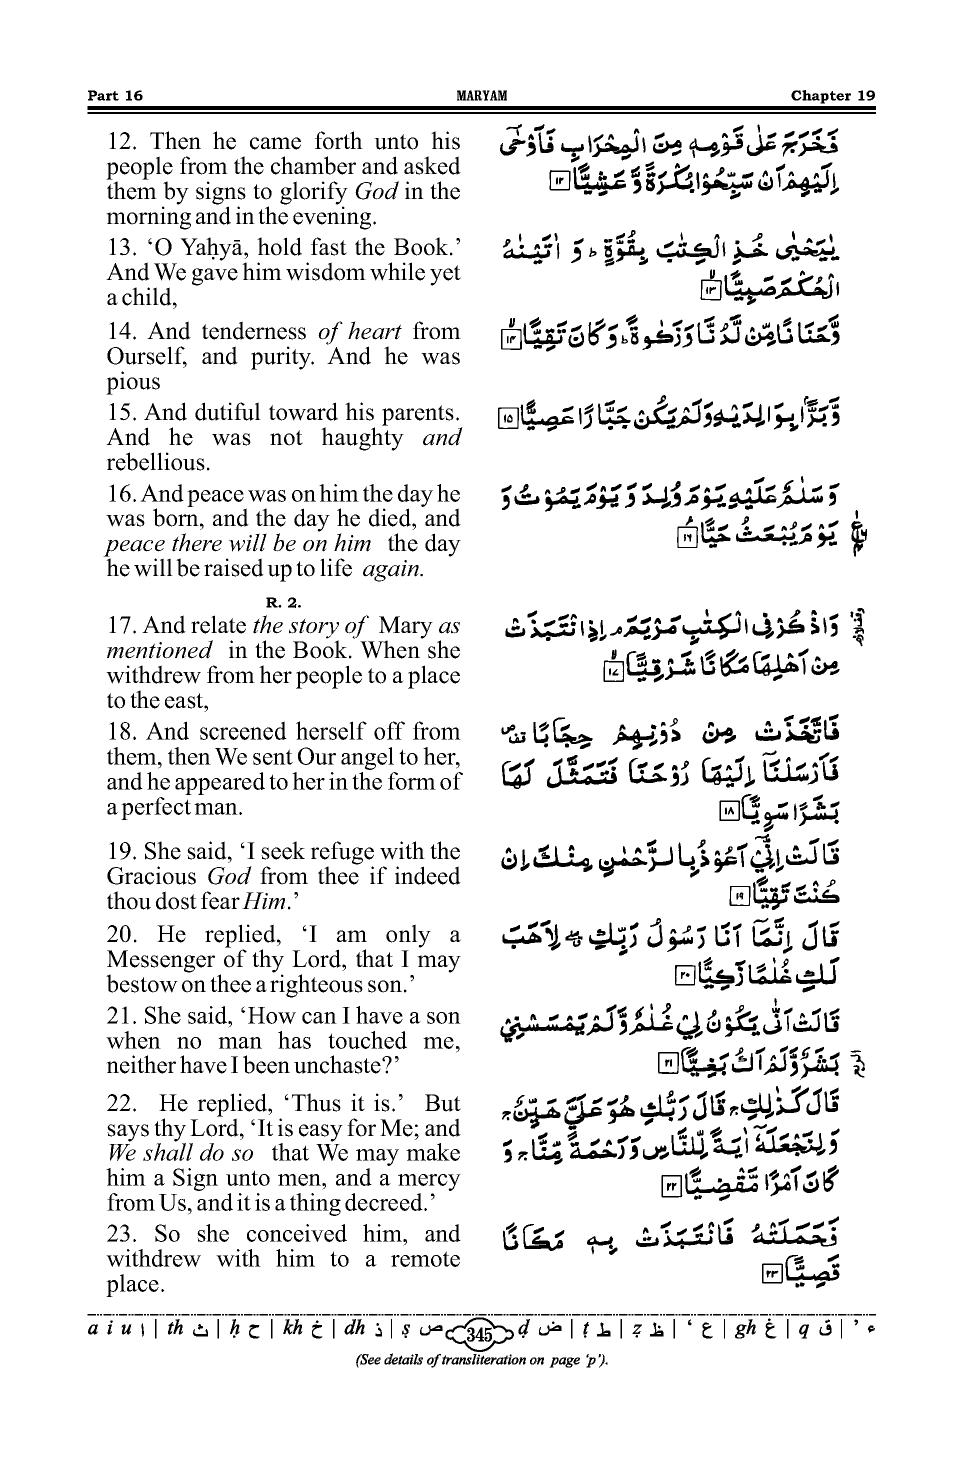 Part 16 MARYAM Chapter 19
12. Then he came forth unto his
people from the chamber and asked
them by signs to glorify God in the
morning and in the evening.
فَخَرَجَ عَلٰى قَوْمِهٖ مِنَ الْمِحْرَابِ فَاَوْحٰۤى
اِلَيْهِمْ اَنْ سَبِّحُوْا بُكْرَةً وَّ عَشِيًّا ۱۲
13. ‘O Yaḥyā, hold fast the Book.’
And We gave him wisdom while yet
a child,
يٰيَحْيٰى خُذِ الْكِتٰبَ بِقُوَّةٍ ؕ وَ اٰتَيْنٰهُ
الْحُكْمَ صَبِيًّا ۙ۱۳
14. And tenderness of heart from
Ourself, and purity. And he was
pious
وَّحَنَانًا مِّنْ لَّدُنَّا وَزَكٰوةً ؕ وَكَانَ تَقِيًّا ۙ۱۴
15. And dutiful toward his parents.
And he was not haughty and
rebellious.
وَّبَرًّۢا بِوَالِدَيْهِ وَلَمْ يَكُنْ جَبَّارًا عَصِيًّا ۱۵
16. And peace was on him the day he
was born, and the day he died, and
peace there will be on him the day
he will be raised up to life again.
وَ سَلٰمٌ عَلَيْهِ يَوْمَ وُلِدَ وَ يَوْمَ يَمُوْتُ وَ
يَوْمَ يُبْعَثُ حَيًّا ۠۱۶
R. 2.
17. And relate the story of Mary as
mentioned in the Book. When she
withdrew from her people to a place
to the east,
وَاذْكُرْ فِى الْكِتٰبِ مَرْيَمَ ۘ اِذِ انْتَبَذَتْ
مِنْ اَهْلِهَا مَكَانًا شَرْقِيًّا ۙ۱۷
18. And screened herself off from
them, then We sent Our angel to her,
and he appeared to her in the form of
a perfect man.
فَاتَّخَذَتْ مِنْ دُوْنِهِمْ حِجَابًا
فَاَرْسَلْنَاۤ اِلَيْهَا رُوْحَنَا فَتَمَثَّلَ لَهَا
بَشَرًا سَوِيًّا ۱۸
19. She said, ‘I seek refuge with the
Gracious God from thee if indeed
thou dost fear Him.’
قَالَتْ اِنِّيْۤ اَعُوْذُ بِالرَّحْمٰنِ مِنْكَ اِنْ
كُنْتَ تَقِيًّا ۱۹
20. He replied, ‘I am only a
Messenger of thy Lord, that I may
bestow on thee a righteous son.’
قَالَ اِنَّمَاۤ اَنَا رَسُوْلُ رَبِّكِ ۖ لِاَهَبَ
لَكِ غُلٰمًا زَكِيًّا ۲۰
21. She said, ‘How can I have a son
when no man has touched me,
neither have I been unchaste?’
قَالَتْ اَنّٰى يَكُوْنُ لِيْ غُلٰمٌ وَّلَمْ يَمْسَسْنِيْ
بَشَرٌ وَّلَمْ اَكُ بَغِيًّا ۲۱
الربع
22. He replied, ‘Thus it is.’ But
says thy Lord, ‘It is easy for Me; and
We shall do so that We may make
him a Sign unto men, and a mercy
from Us, and it is a thing decreed.’
قَالَ كَذٰلِكِ ۚ قَالَ رَبُّكِ هُوَ عَلَيَّ هَيِّنٌ ۚ
وَلِنَجْعَلَهٗۤ اٰيَةً لِّلنَّاسِ وَرَحْمَةً مِّنَّا ۚ وَ
كَانَ اَمْرًا مَّقْضِيًّا ۲۲
23. So she conceived him, and
withdrew with him to a remote
place.
فَحَمَلَتْهُ فَانْتَبَذَتْ بِهٖ مَكَانًا
قَصِيًّا ۲۳
a i u ا | th ث | ḥ ح | kh خ | dh ذ | ṣ ص 345 ḍ ض | ṭ ط | ẓ ظ | ‘ ع | gh غ | q ق | ’ ء
(See details of transliteration on page ‘p’).